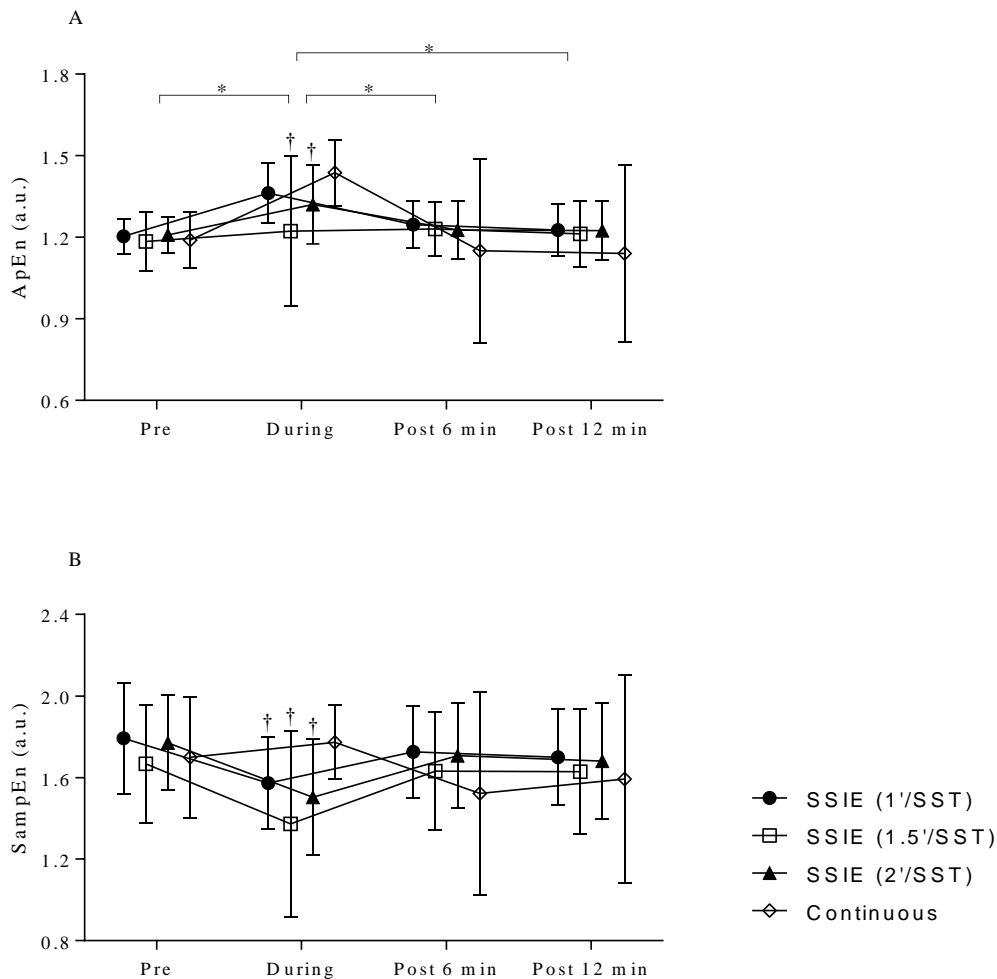 A
*
1.8
* *
† †
1.5
1.2
0.9
0.6
ApEn (a.u.)
Pre During Post 6 min Post 12 min
B
2.4
2.0
† † †
1.6
1.2
0.8
SampEn (a.u.)
Pre During Post 6 min Post 12 min
SSIE (1'/SST)
SSIE (1.5'/SST)
SSIE (2'/SST)
Continuous